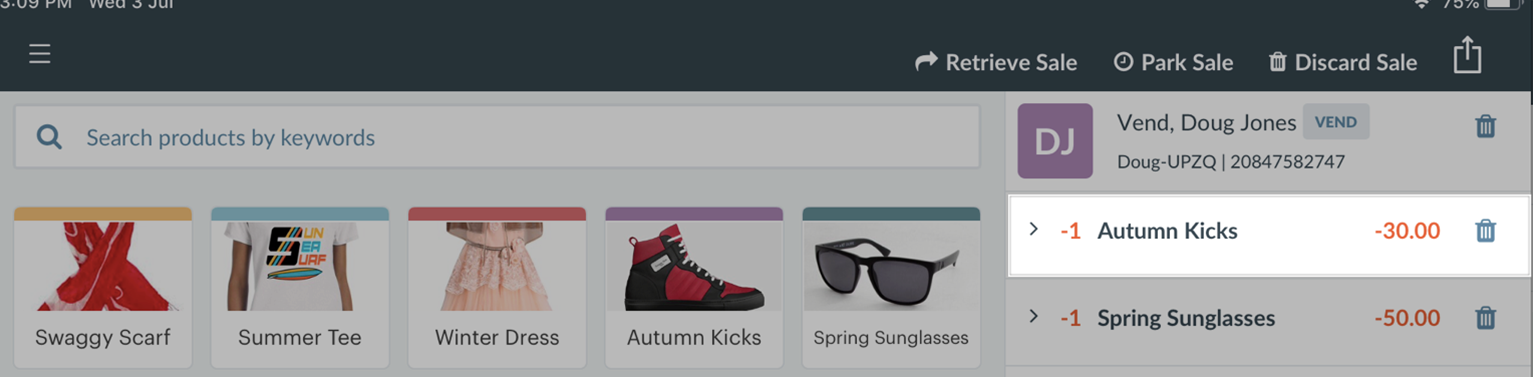 3:09 PM Wed 3 Jul
75%
Retrieve Sale
Park Sale
Discard Sale
Search products by keywords
DJ
Vend, Doug Jones VEND
Doug-UPZQ | 20847582747
-1 Autumn Kicks -30.00
-1 Spring Sunglasses -50.00
SUN
SEA
SURF
Swaggy Scarf
Summer Tee
Winter Dress
Autumn Kicks
Spring Sunglasses